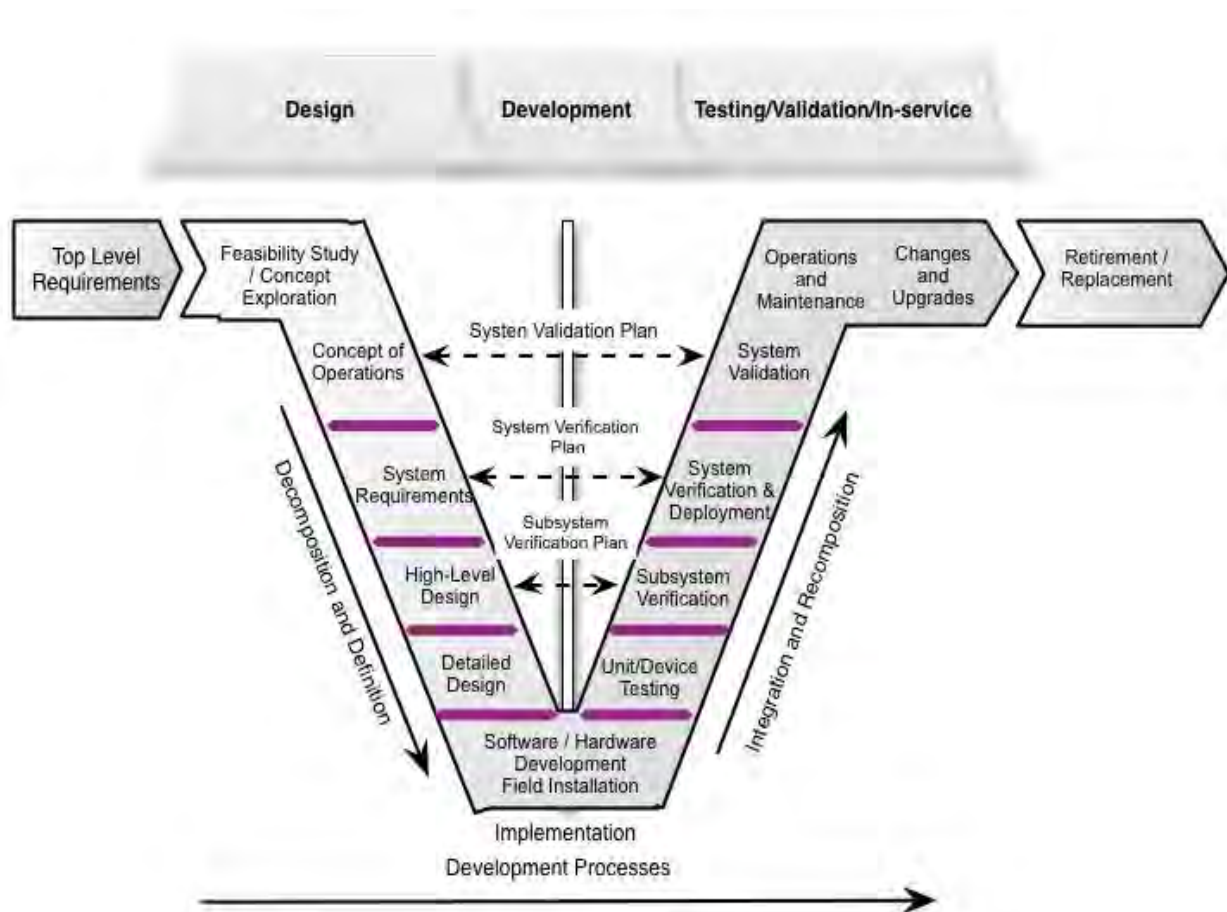 Design
Development
Testing/Validation/In-service
Top Level
Requirements
Feasibility Study
/ Concept
Exploration
Operations
and
Maintenance
Changes
and
Upgrades
Retirement /
Replacement
Concept of
Operations
Systen Validation Plan
System
Validation
System Verification
Plan
System
Requirements
System
Verification &
Deployment
Subsystem
Verification Plan
High-Level
Design
Subsystem
Verification
Detailed
Design
Unit/Device
Testing
Decomposition and Definition
Integration and Recomposition
Software / Hardware
Development
Field Installation
Implementation
Development Processes